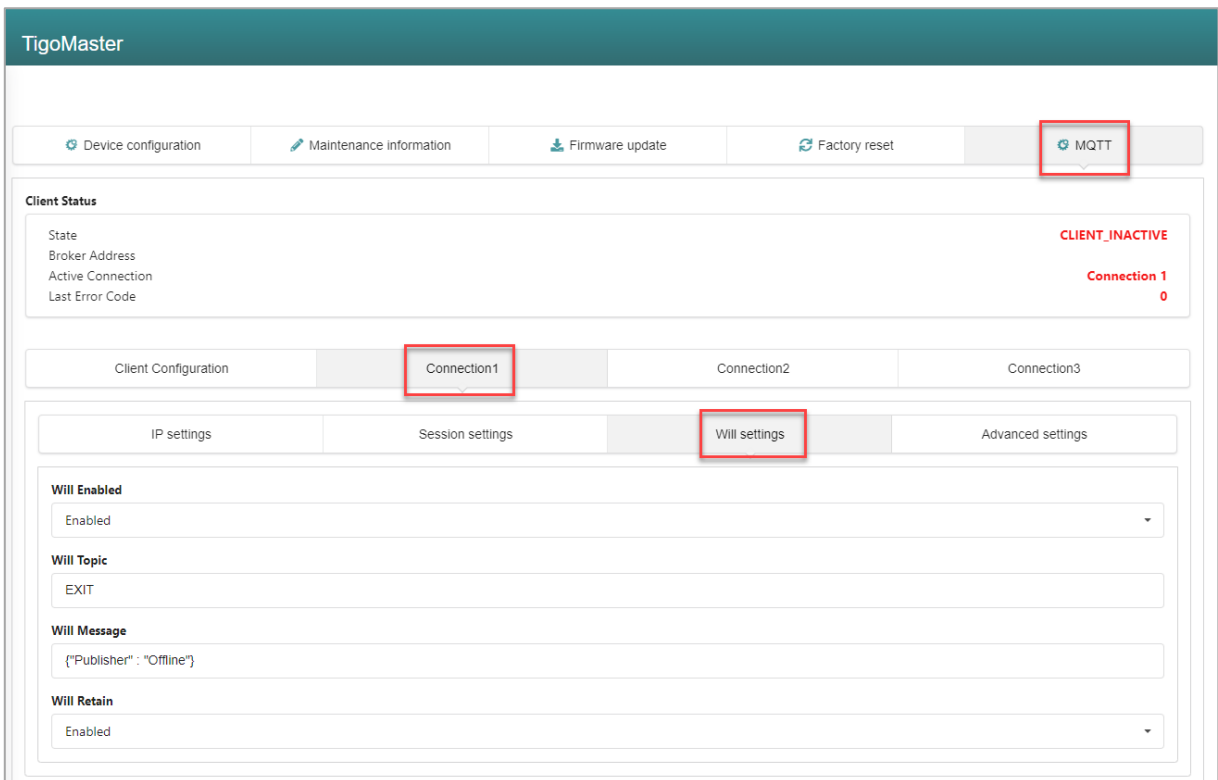 TigoMaster
Device configuration Maintenance information Firmware update Factory reset MQTT
Client Status
State CLIENT_INACTIVE
Broker Address
Active Connection Connection 1
Last Error Code 0
Client Configuration Connection1 Connection2 Connection3
IP settings Session settings Will settings Advanced settings
Will Enabled
Enabled
Will Topic
EXIT
Will Message
{"Publisher" : "Offline"}
Will Retain
Enabled